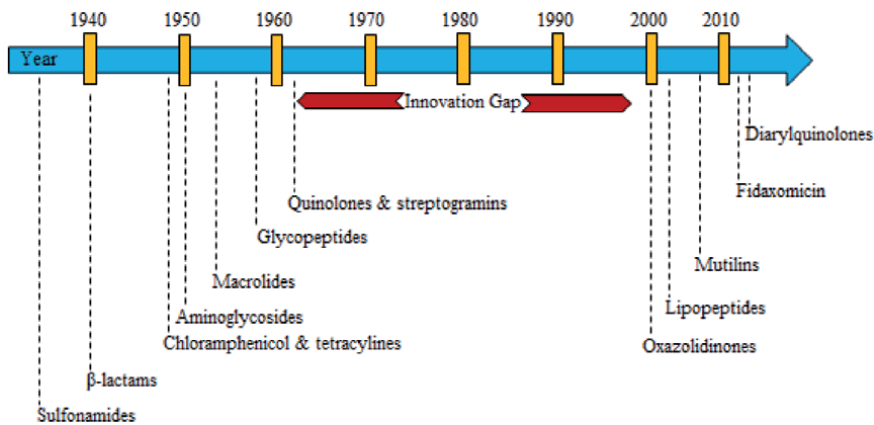 1940 1950 1960 1970 1980 1990 2000 2010
Year
Innovation Gap
Diarylquinolones
Fidaxomicin
Quinolones & streptogramins
Glycopeptides
Mutilins
Macrolides
Lipopeptides
Aminoglycosides
Chloramphenicol & tetracylines
Oxazolidinones
β-lactams
Sulfonamides